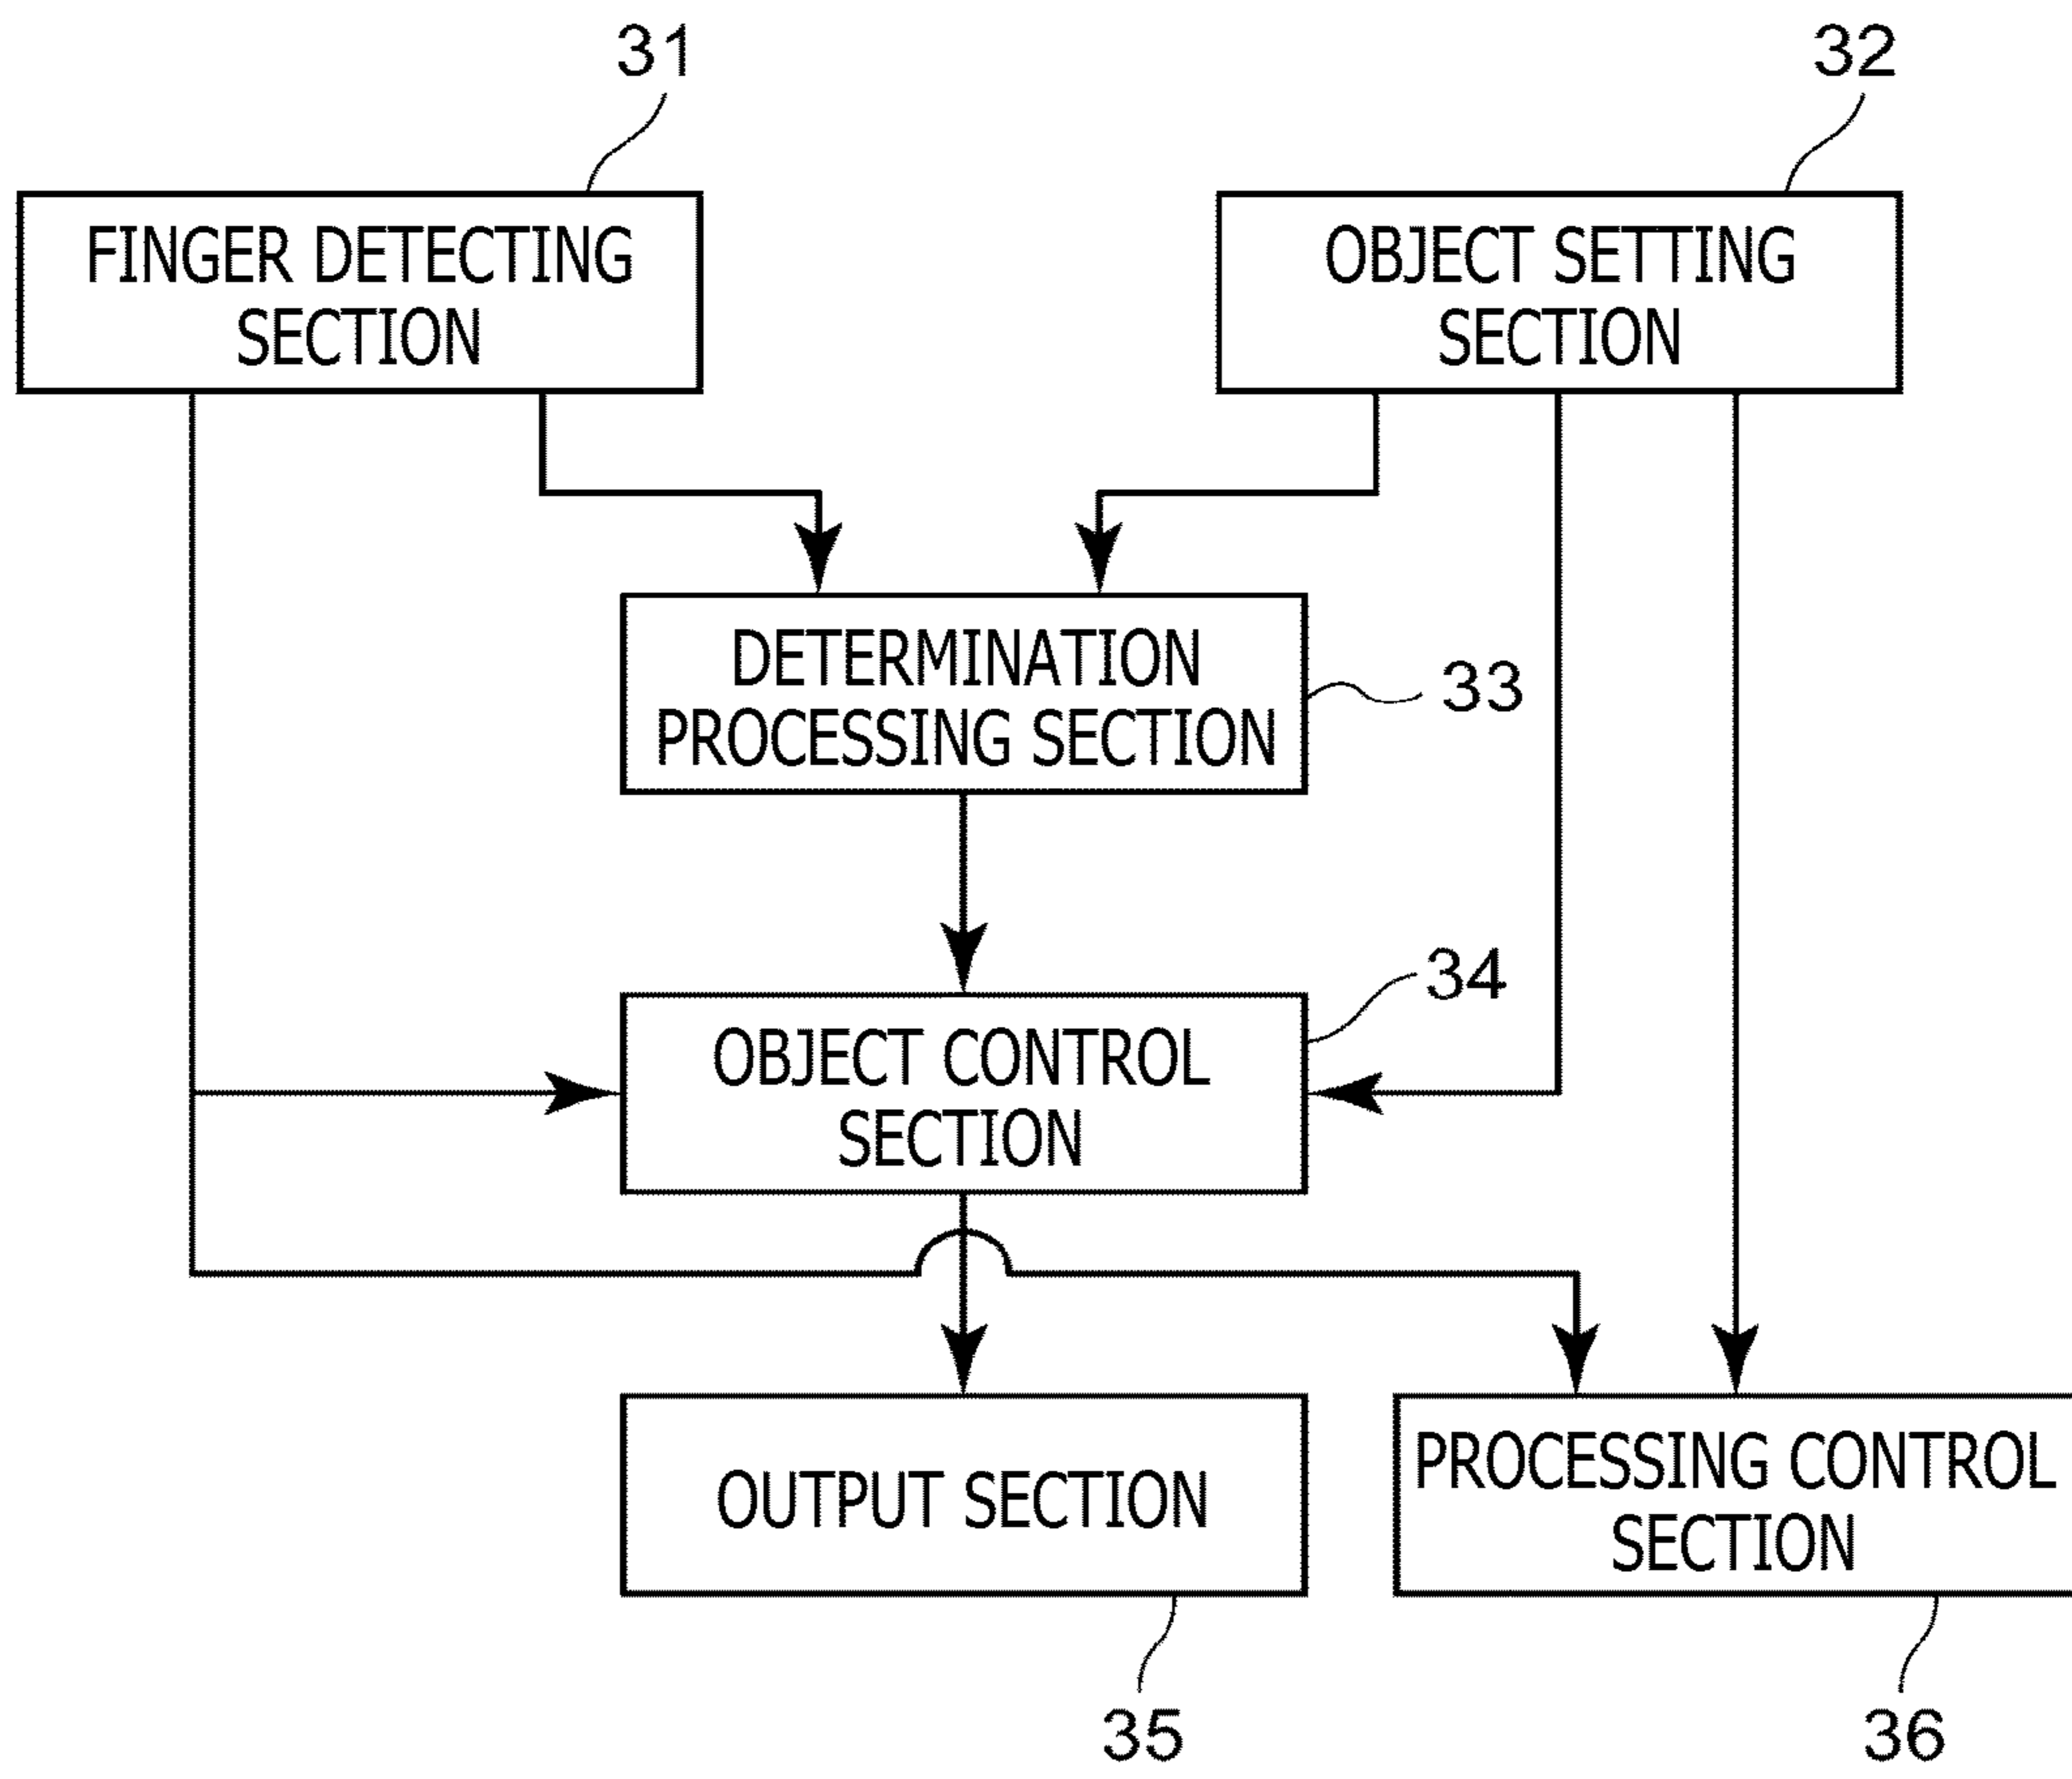 31
32
FINGER DETECTING
SECTION
OBJECT SETTING
SECTION
DETERMINATION
PROCESSING SECTION
33
34
OBJECT CONTROL
SECTION
OUTPUT SECTION
PROCESSING CONTROL
SECTION
35
36